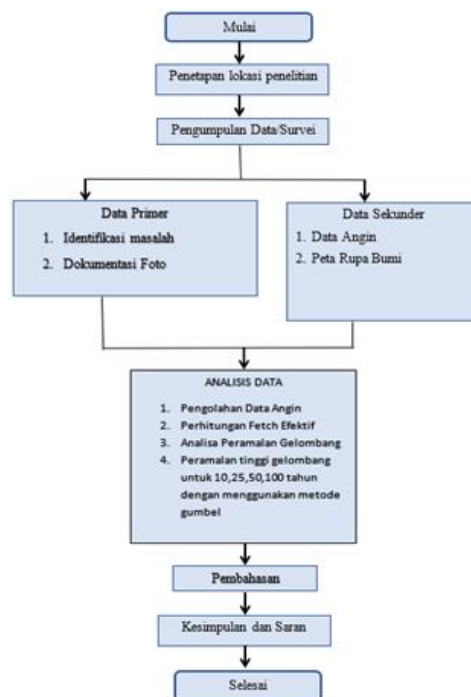 Mulai
Penetapan lokasi penelitian
Pengumpulan Data/Survei
Data Primer
1. Identifikasi masalah
2. Dokumentasi Foto
Data Sekunder
1. Data Angin
2. Peta Rupa Bumi
ANALISIS DATA
1. Pengolahan Data Angin
2. Perhitungan Fetch Efektif
3. Analisa Peramalan Gelombang
4. Peramalan tinggi gelombang
untuk 10,25,50,100 tahun
dengan menggunakan metode
gumbel
Pembahasan
Kesimpulan dan Saran
Selesai